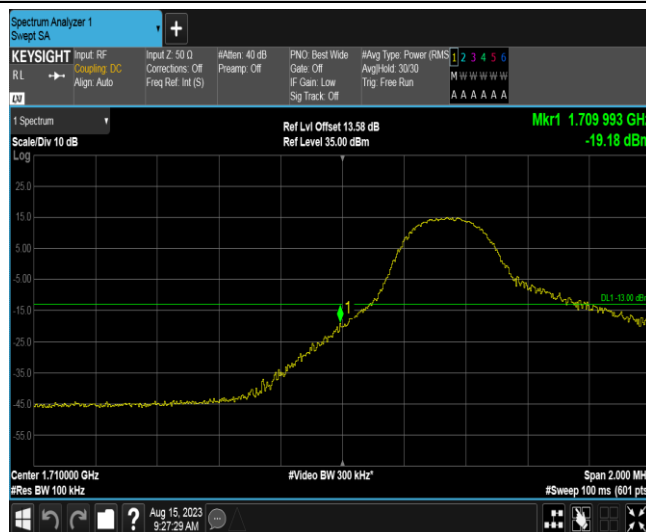 Spectrum Analyzer 1
Swept SA
KEYSIGHT
RL
Input: RF
Coupling: DC
Align: Auto
Input Z: 50 Ω
Corrections: Off
Freq Ref: Int (S)
#Atten: 40 dB
Preamp: Off
PNO: Best Wide
Gate: Off
IF Gain: Low
Sig Track: Off
#Avg Type: Power (RMS
Avg|Hold: 30/30
Trig: Free Run
1 2 3 4 5 6
M W W W W W
A A A A A A
LXI
1 Spectrum
Scale/Div 10 dB
Ref Lvl Offset 13.58 dB
Ref Level 35.00 dBm
Mkr1 1.709 993 GHz
-19.18 dBm
Log
25.0
15.0
5.00
-5.00
-15.0
-25.0
-35.0
-45.0
-55.0
1
DL1 -13.00 dBm
Center 1.710000 GHz
#Res BW 100 kHz
#Video BW 300 kHz*
Span 2.000 MH
#Sweep 100 ms (601 pts
?
Aug 15, 2023
9:27:29 AM